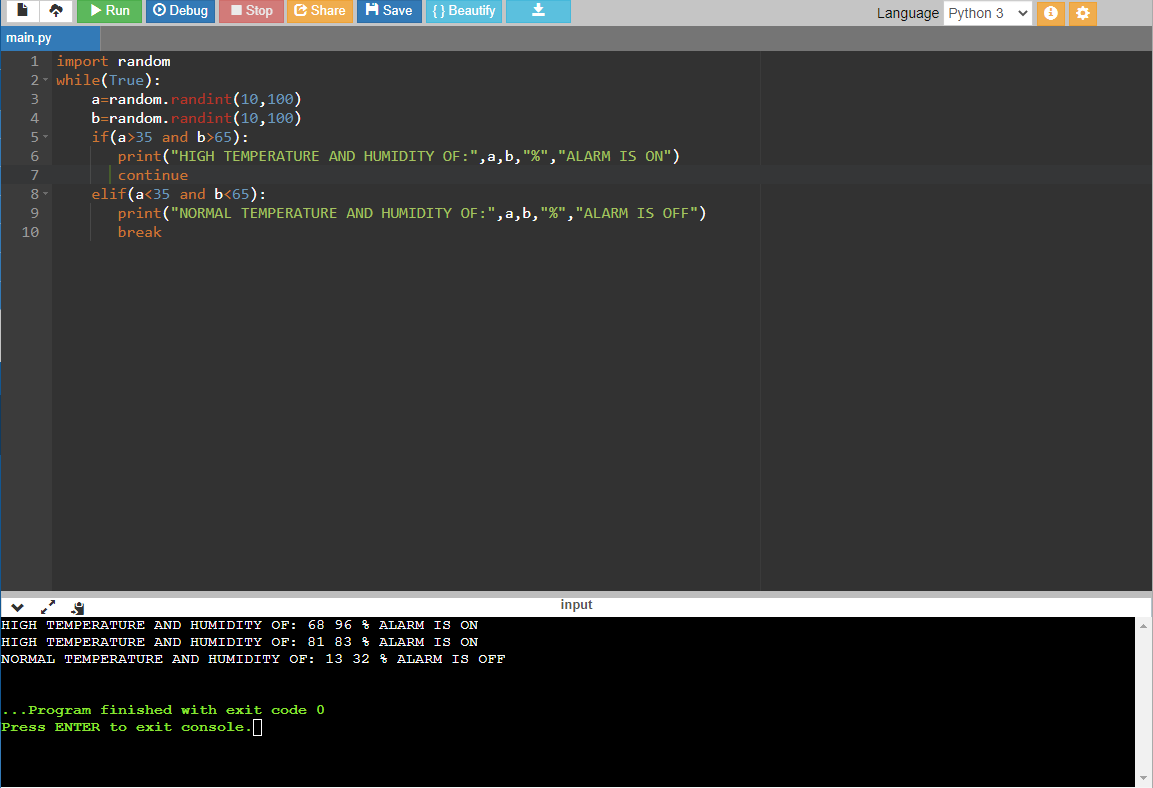 Run Debug Stop Share Save { } Beautify Language Python 3
main.py
1 import random
2 while(True):
3     a=random.randint(10,100)
4     b=random.randint(10,100)
5     if(a>35 and b>65):
6        print("HIGH TEMPERATURE AND HUMIDITY OF:",a,b,"%","ALARM IS ON")
7        continue
8     elif(a<35 and b<65):
9        print("NORMAL TEMPERATURE AND HUMIDITY OF:",a,b,"%","ALARM IS OFF")
10        break
input
HIGH TEMPERATURE AND HUMIDITY OF: 68 96 % ALARM IS ON
HIGH TEMPERATURE AND HUMIDITY OF: 81 83 % ALARM IS ON
NORMAL TEMPERATURE AND HUMIDITY OF: 13 32 % ALARM IS OFF
...Program finished with exit code 0
Press ENTER to exit console.